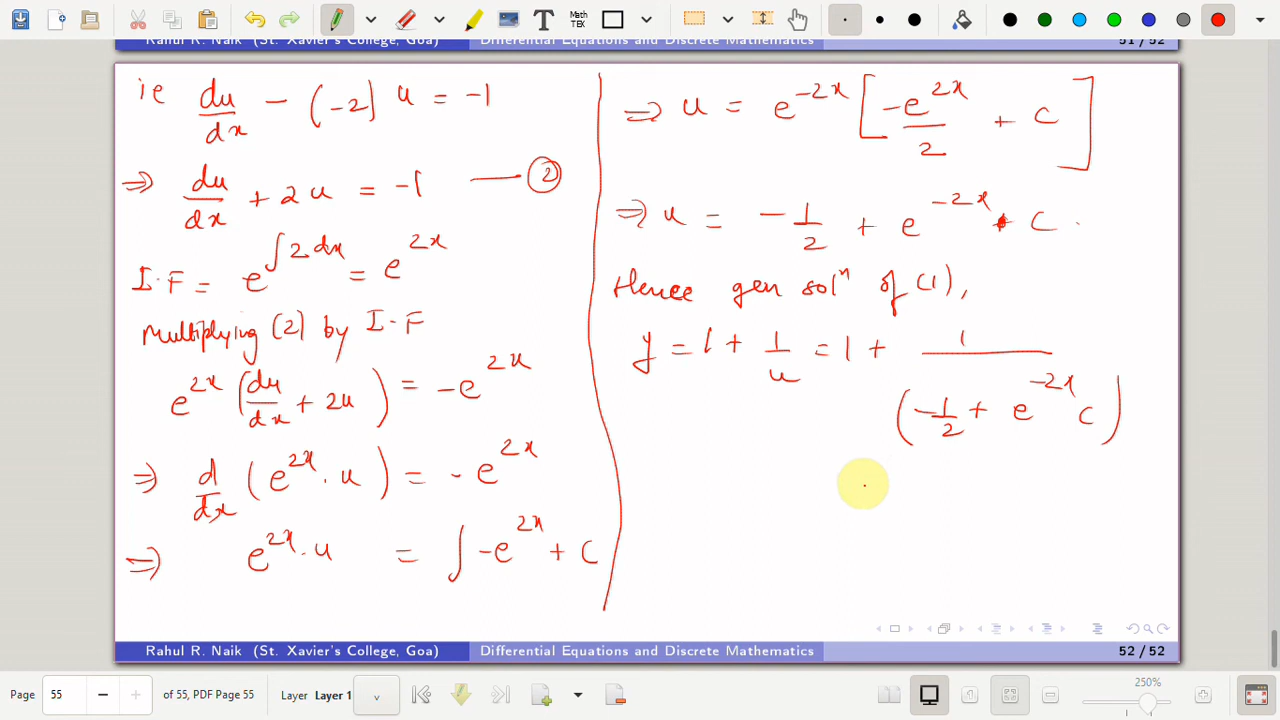 Math
TEX
Rahul R. Naik (St. Xavier's College, Goa) Differential Equations and Discrete Mathematics 51 / 52
ie du/dx - (-2) u = -1
⇒ du/dx + 2u = -1 —— ②
I.F = e^{∫2dx} = e^{2x}
Multiplying (2) by I.F
e^{2x} (du/dx + 2u) = -e^{2x}
⇒ d/dx (e^{2x} . u) = -e^{2x}
⇒ e^{2x} . u = ∫ -e^{2x} + C
⇒ u = e^{-2x} [ -e^{2x}/2 + C ]
⇒ u = -1/2 + e^{-2x} · C .
Hence gen sol^n of (1),
y = 1 + 1/u = 1 + 1/(-1/2 + e^{-2x} C)
Rahul R. Naik (St. Xavier's College, Goa) Differential Equations and Discrete Mathematics 52 / 52
Page 55 of 55, PDF Page 55 Layer Layer 1 250%